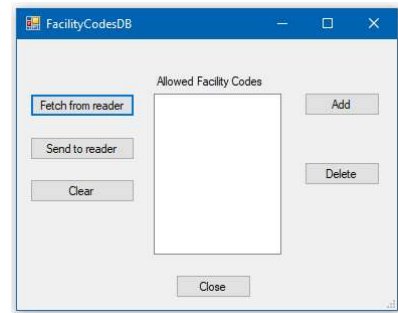 FacilityCodesDB
Allowed Facility Codes
Fetch from reader
Add
Send to reader
Delete
Clear
Close